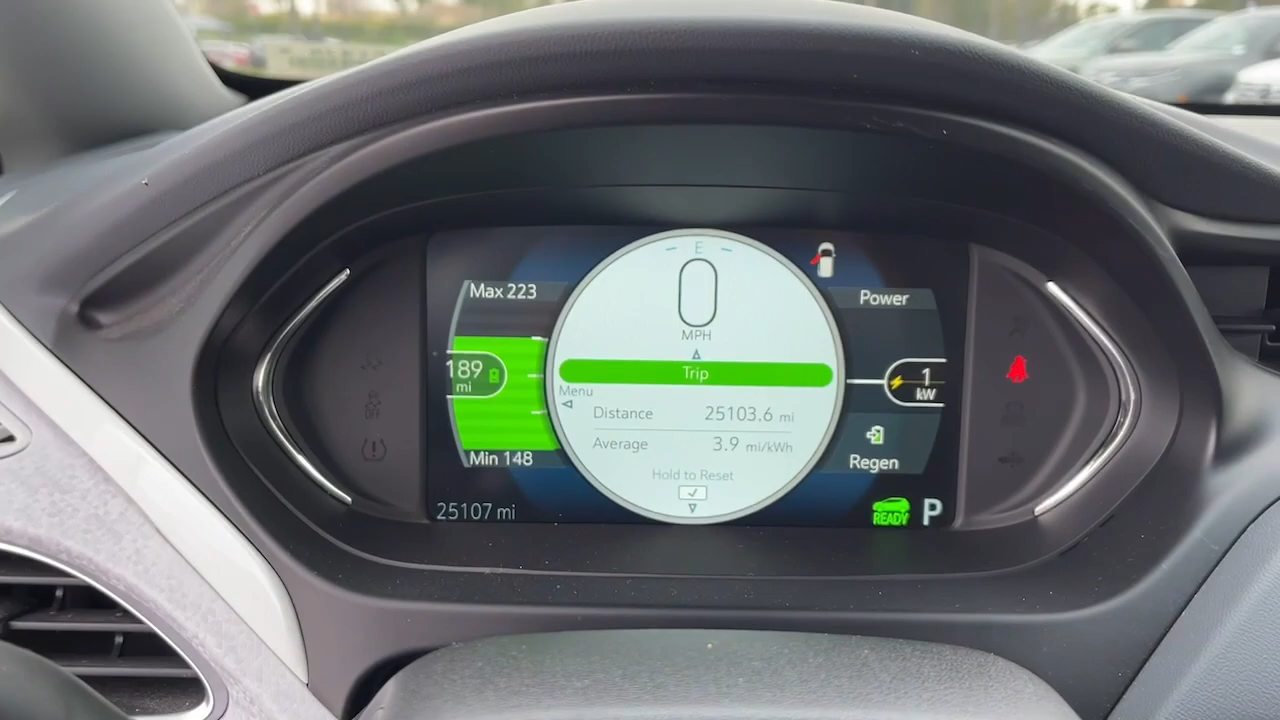 E
MPH
Max 223
Power
189
mi
Trip
Menu
1
kW
Distance 25103.6 mi
Average 3.9 mi/kWh
Min 148
Regen
Hold to Reset
25107 mi
READY
P